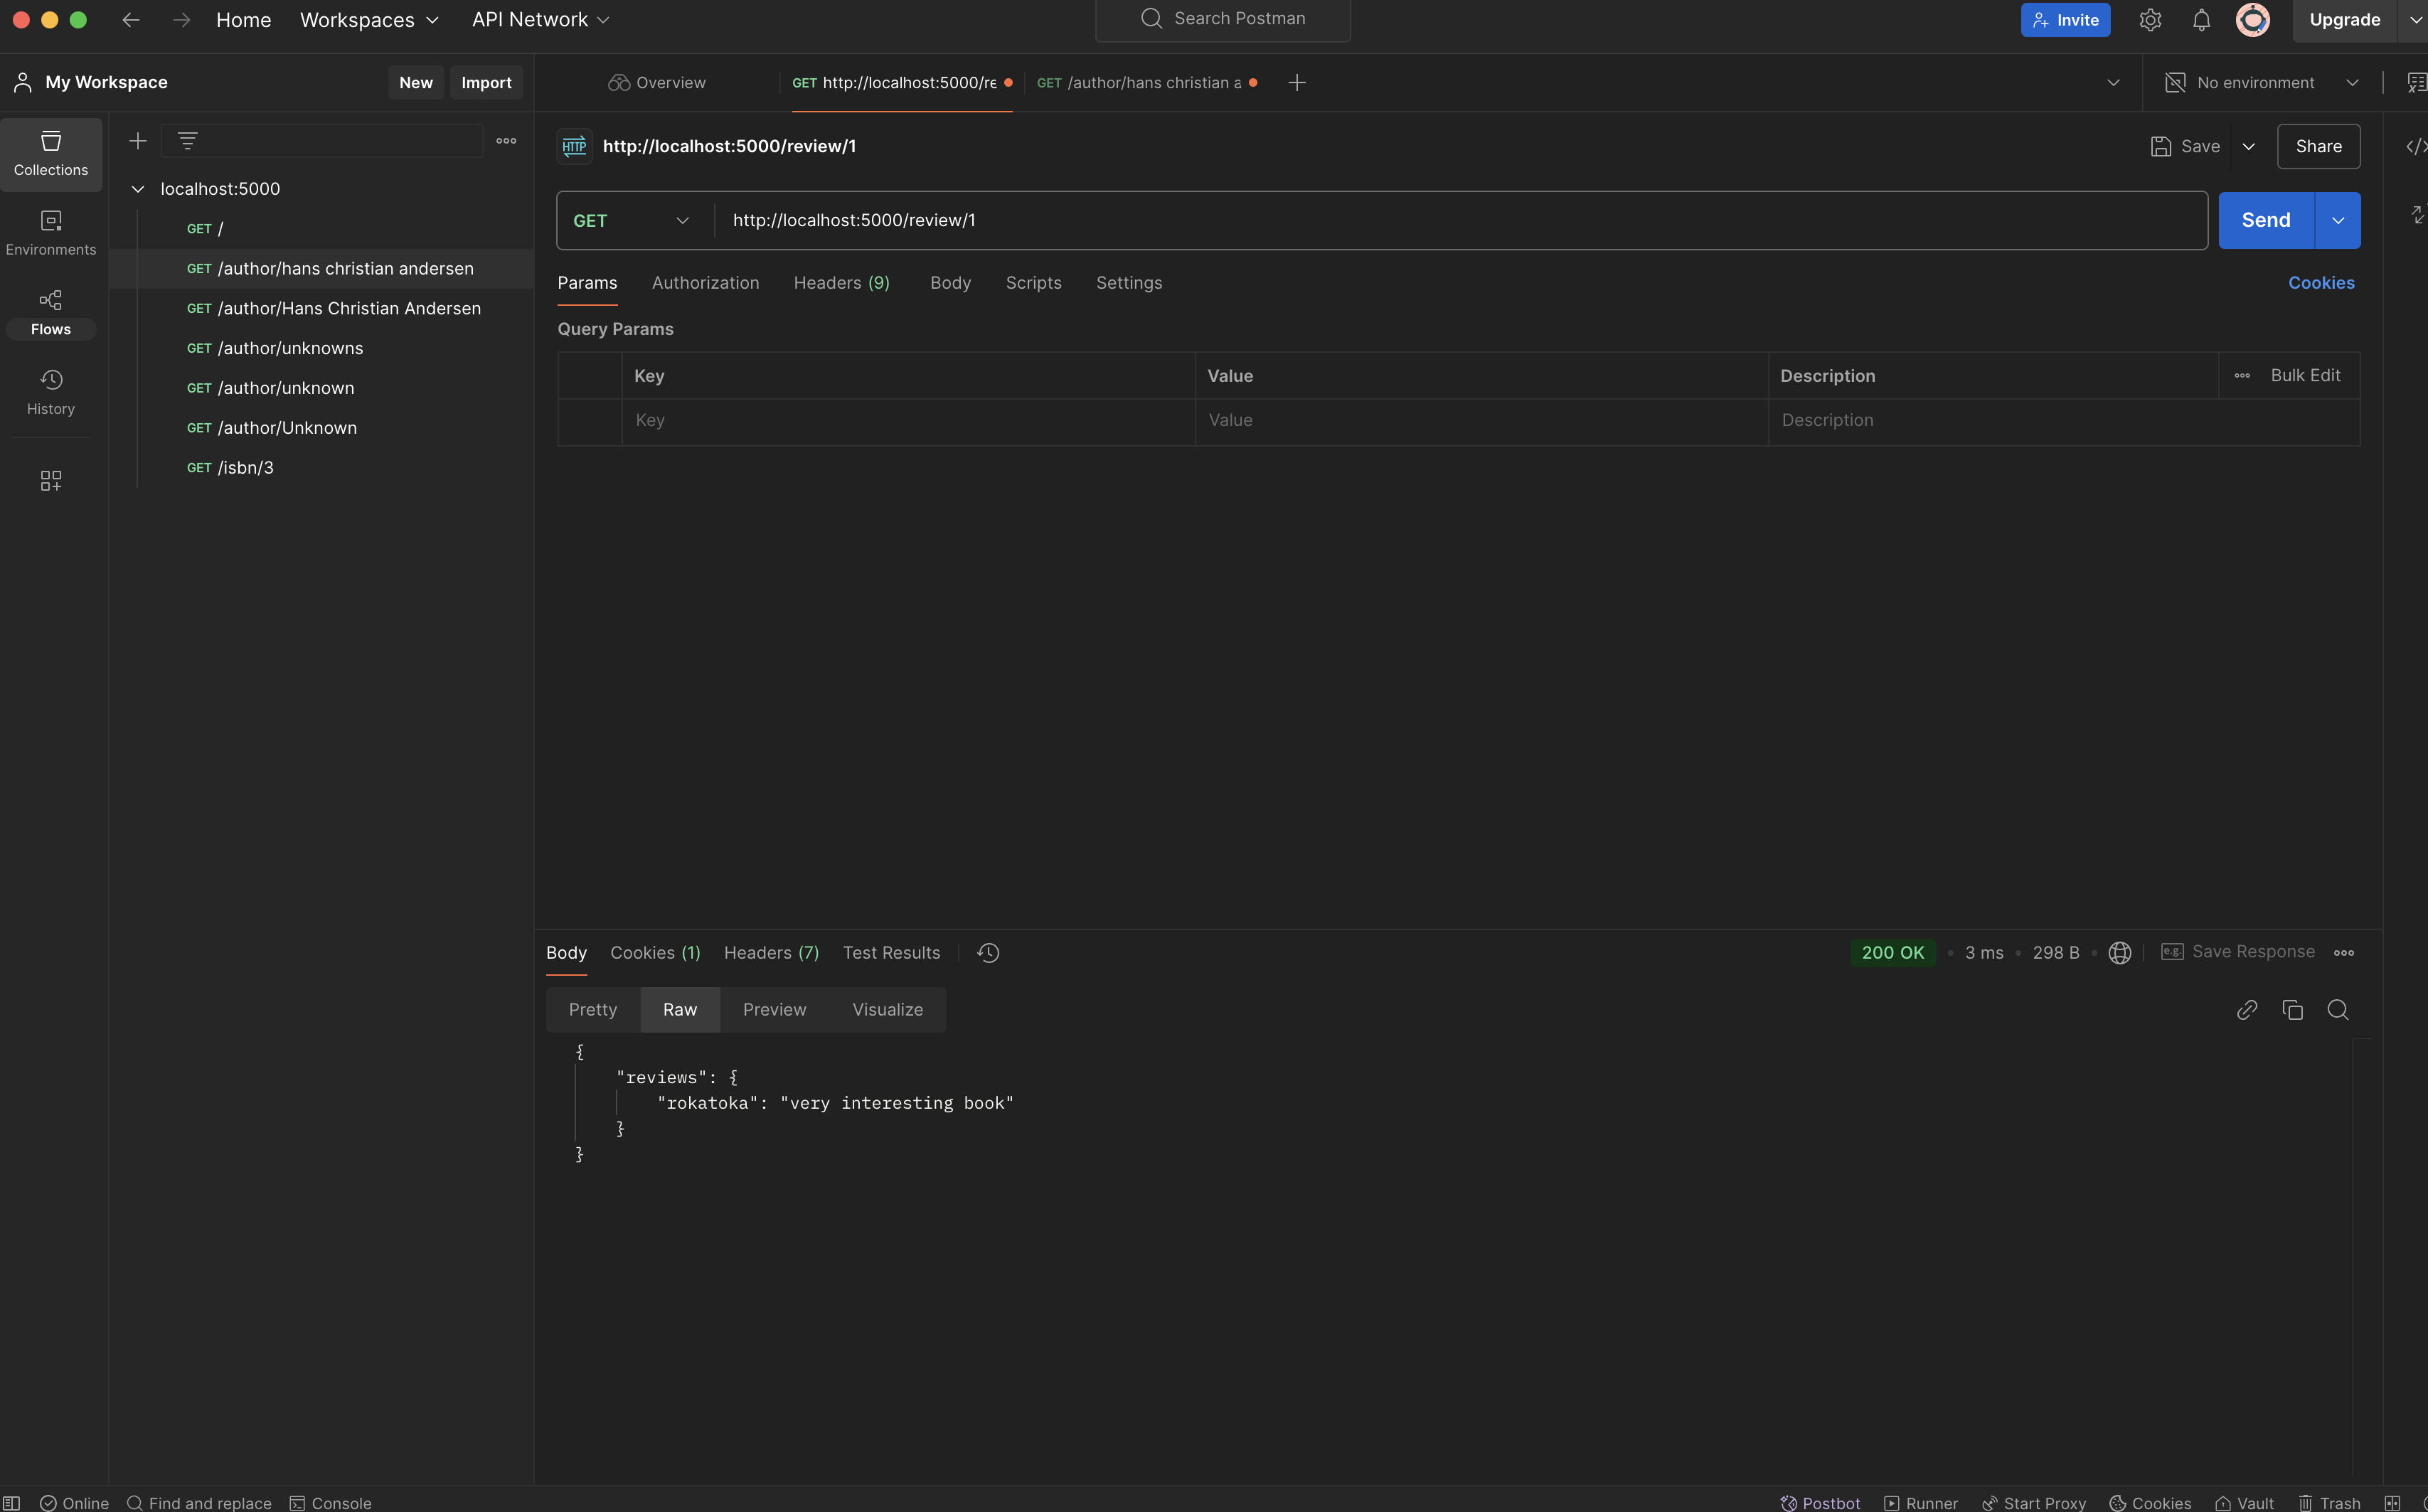 Home Workspaces API Network Search Postman Invite Upgrade
My Workspace New Import Overview GET http://localhost:5000/re GET /author/hans christian a No environment
Collections
Environments
Flows
History
localhost:5000
GET /
GET /author/hans christian andersen
GET /author/Hans Christian Andersen
GET /author/unknowns
GET /author/unknown
GET /author/Unknown
GET /isbn/3
HTTP http://localhost:5000/review/1 Save Share
GET http://localhost:5000/review/1 Send
Params Authorization Headers (9) Body Scripts Settings Cookies
Query Params
Key Value Description Bulk Edit
Key Value Description
Body Cookies (1) Headers (7) Test Results 200 OK • 3 ms • 298 B • e.g. Save Response
Pretty Raw Preview Visualize
{
"reviews": {
"rokatoka": "very interesting book"
}
}
Online Find and replace Console Postbot Runner Start Proxy Cookies Vault Trash